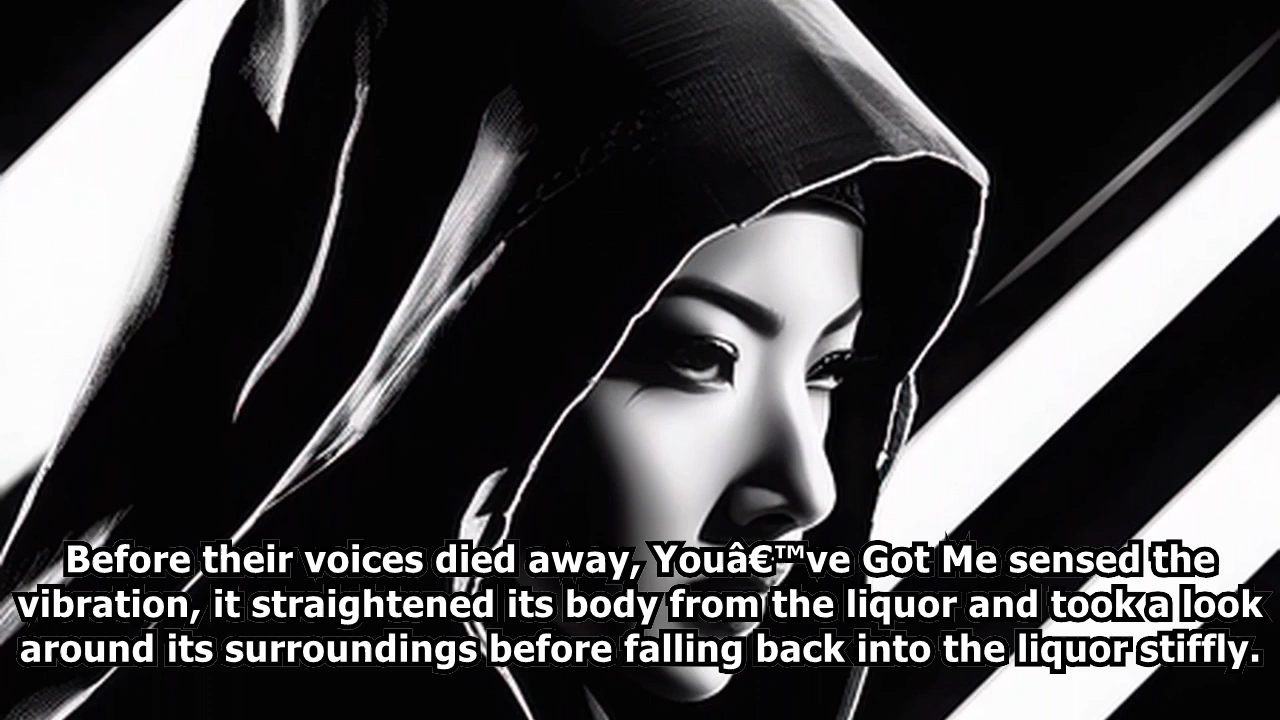 Before their voices died away, Youâ€™ve Got Me sensed the
vibration, it straightened its body from the liquor and took a look
around its surroundings before falling back into the liquor stiffly.